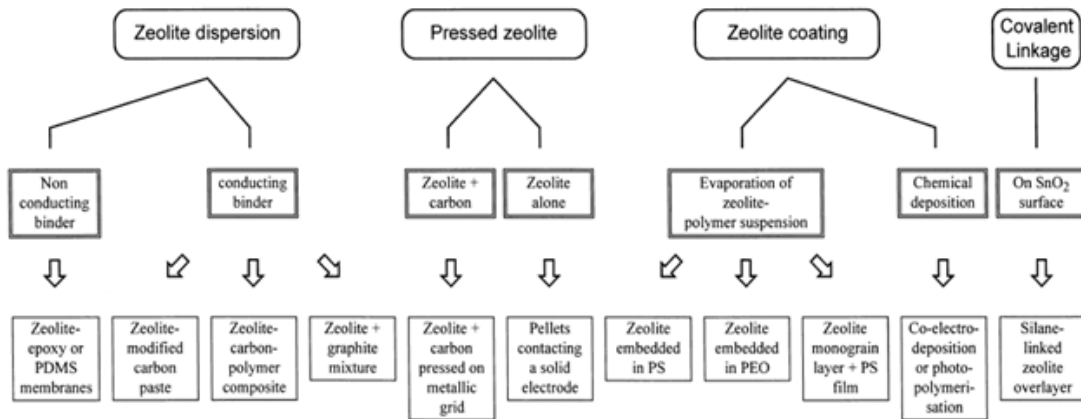 Zeolite dispersion
Pressed zeolite
Zeolite coating
Covalent
Linkage
Non
conducting
binder
conducting
binder
Zeolite +
carbon
Zeolite
alone
Evaporation of
zeolite-
polymer suspension
Chemical
deposition
On SnO₂
surface
Zeolite-
epoxy or
PDMS
membranes
Zeolite-
modified
carbon
paste
Zeolite-
carbon-
polymer
composite
Zeolite +
graphite
mixture
Zeolite +
carbon
pressed on
metallic
grid
Pellets
contacting
a solid
electrode
Zeolite
embedded
in PS
Zeolite
embedded
in PEO
Zeolite
monograin
layer + PS
film
Co-electro-
deposition
or photo-
polymeri-
sation
Silane-
linked
zeolite
overlayer